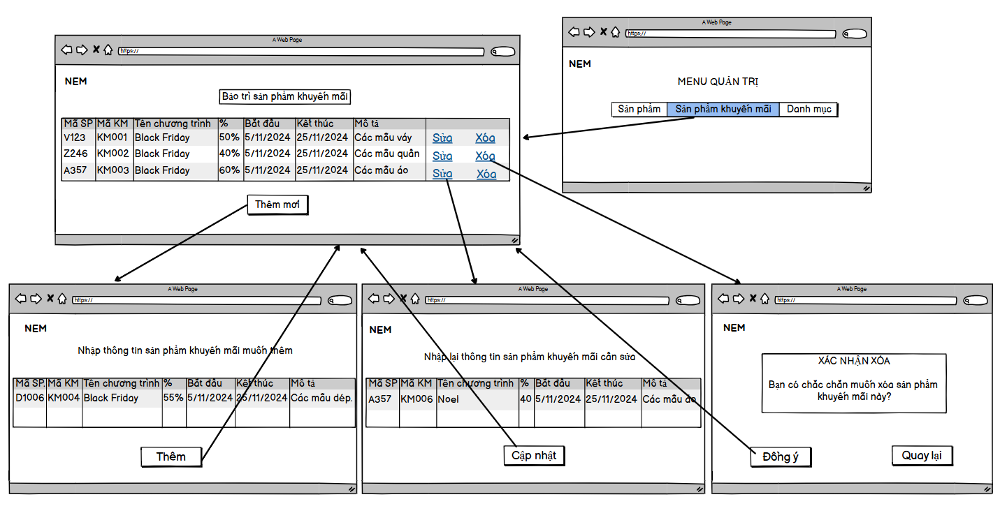 A Web Page
https://
NEM
Bảo trì sản phẩm khuyến mãi
Mã SP Mã KM Tên chương trình % Bắt đầu Kết thúc Mô tả
V123 KM001 Black Friday 50% 5/11/2024 25/11/2024 Các mẫu váy Sửa Xóa
Z246 KM002 Black Friday 40% 5/11/2024 25/11/2024 Các mẫu quần Sửa Xóa
A357 KM003 Black Friday 60% 5/11/2024 25/11/2024 Các mẫu áo Sửa Xóa
Thêm mới
A Web Page
https://
NEM
MENU QUẢN TRỊ
Sản phẩm Sản phẩm khuyến mãi Danh mục
A Web Page
https://
NEM
Nhập thông tin sản phẩm khuyến mãi muốn thêm
Mã SP. Mã KM Tên chương trình % Bắt đầu Kết thúc Mô tả
D1006 KM004 Black Friday 55% 5/11/2024 25/11/2024 Các mẫu dép.
Thêm
A Web Page
https://
NEM
Nhập lại thông tin sản phẩm khuyến mãi cần sửa
Mã SP Mã KM Tên chương trình % Bắt đầu Kết thúc Mô tả
A357 KM006 Noel 40 5/11/2024 25/11/2024 Các mẫu áo
Cập nhật
A Web Page
https://
NEM
XÁC NHẬN XÓA
Bạn có chắc chắn muốn xóa sản phẩm
khuyến mãi này?
Đồng ý Quay lại